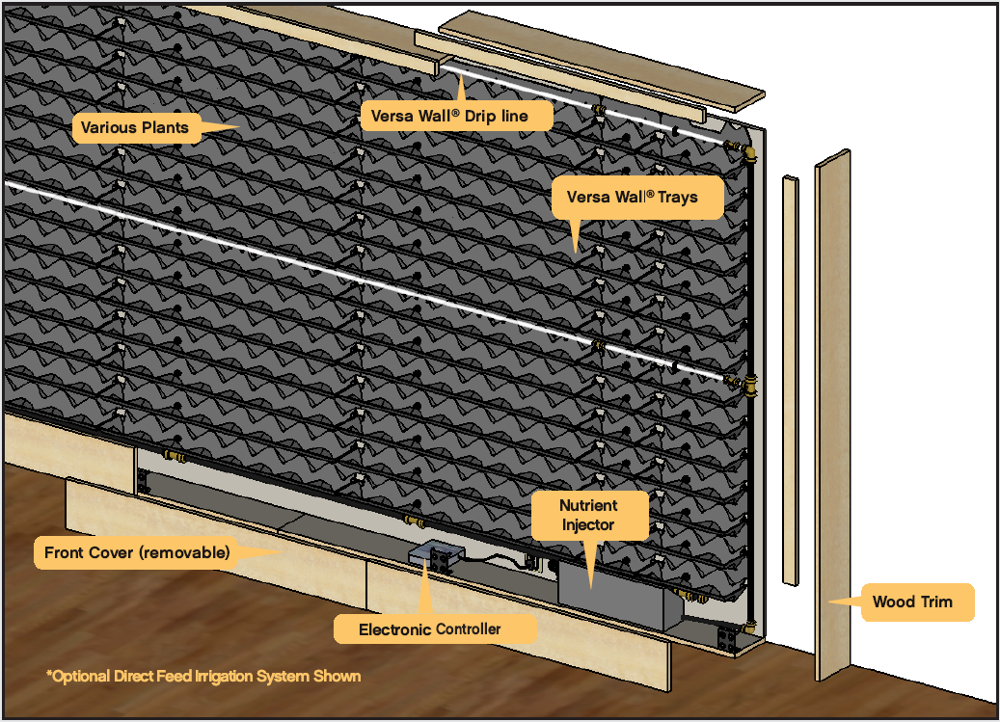 Versa Wall® Drip line
Various Plants
Versa Wall® Trays
Nutrient
Injector
Front Cover (removable)
Wood Trim
Electronic Controller
*Optional Direct Feed Irrigation System Shown